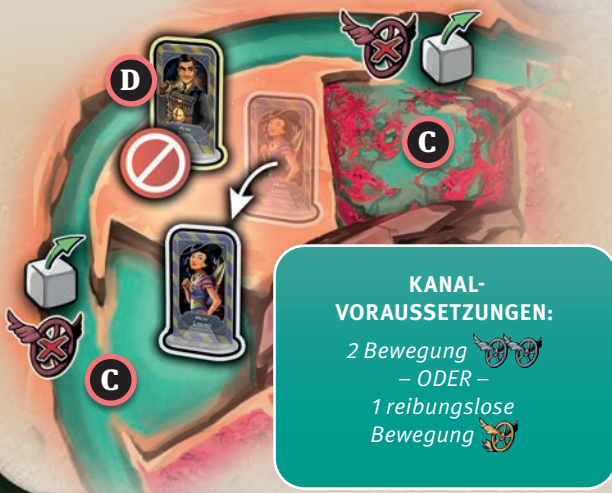 D
C
C
KANAL-
VORAUSSETZUNGEN:
2 Bewegung
– ODER –
1 reibungslose
Bewegung